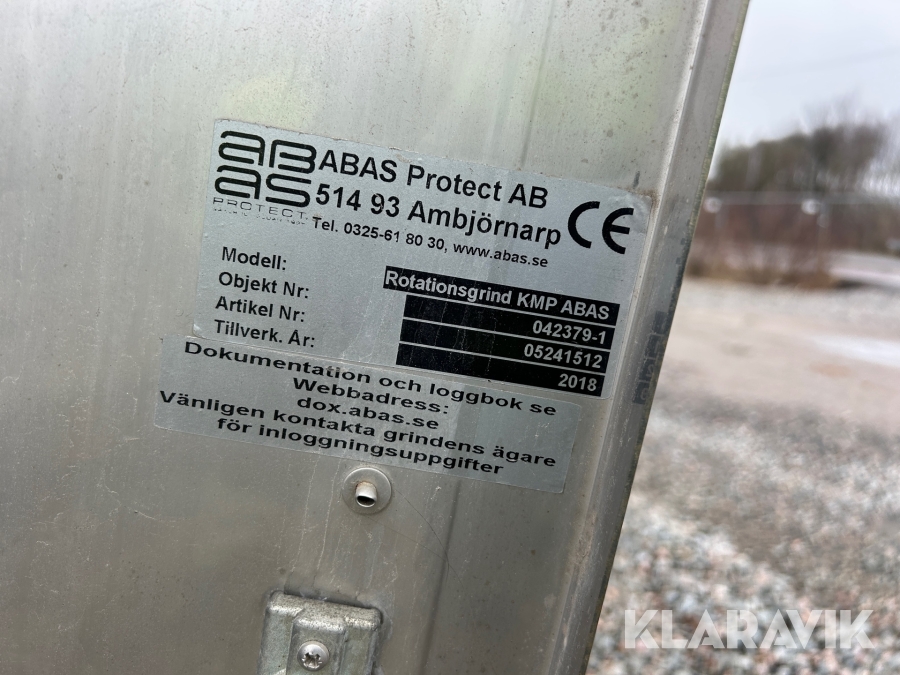 ABAS
PROTECT
ABAS Protect AB
514 93 Ambjörnarp
Tel. 0325-61 80 30, www.abas.se
CE
Modell: Rotationsgrind KMP ABAS
Objekt Nr: 042379-1
Artikel Nr: 05241512
Tillverk. År: 2018
Dokumentation och loggbok se
Webbadress:
dox.abas.se
Vänligen kontakta grindens ägare
för inloggningsuppgifter
KLARAVIK